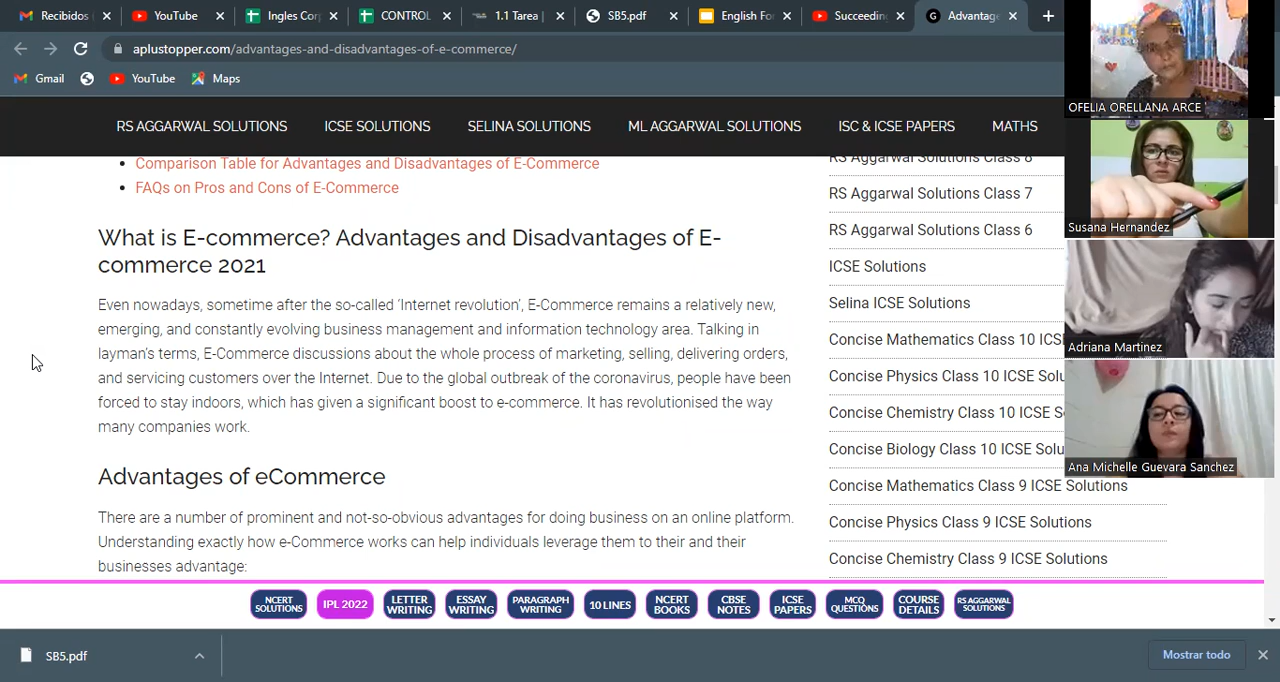 Recibidos (
YouTube
Ingles Cor
CONTROL
1.1 Tarea |
SB5.pdf
English Fo
Succeeding
Advantage
aplustopper.com/advantages-and-disadvantages-of-e-commerce/
Gmail
YouTube
Maps
RS AGGARWAL SOLUTIONS
ICSE SOLUTIONS
SELINA SOLUTIONS
ML AGGARWAL SOLUTIONS
ISC & ICSE PAPERS
MATHS
Comparison Table for Advantages and Disadvantages of E-Commerce
FAQs on Pros and Cons of E-Commerce
What is E-commerce? Advantages and Disadvantages of E-
commerce 2021
Even nowadays, sometime after the so-called ‘Internet revolution’, E-Commerce remains a relatively new,
emerging, and constantly evolving business management and information technology area. Talking in
layman’s terms, E-Commerce discussions about the whole process of marketing, selling, delivering orders,
and servicing customers over the Internet. Due to the global outbreak of the coronavirus, people have been
forced to stay indoors, which has given a significant boost to e-commerce. It has revolutionised the way
many companies work.
Advantages of eCommerce
There are a number of prominent and not-so-obvious advantages for doing business on an online platform.
Understanding exactly how e-Commerce works can help individuals leverage them to their and their
businesses advantage:
RS Aggarwal Solutions Class 8
RS Aggarwal Solutions Class 7
RS Aggarwal Solutions Class 6
ICSE Solutions
Selina ICSE Solutions
Concise Mathematics Class 10 ICSE
Concise Physics Class 10 ICSE Solu
Concise Chemistry Class 10 ICSE S
Concise Biology Class 10 ICSE Solu
Concise Mathematics Class 9 ICSE Solutions
Concise Physics Class 9 ICSE Solutions
Concise Chemistry Class 9 ICSE Solutions
OFELIA ORELLANA ARCE '
Susana Hernandez
Adriana Martinez
Ana Michelle Guevara Sanchez
NCERT
SOLUTIONS
IPL 2022
LETTER
WRITING
ESSAY
WRITING
PARAGRAPH
WRITING
10 LINES
NCERT
BOOKS
CBSE
NOTES
ICSE
PAPERS
MCQ
QUESTIONS
COURSE
DETAILS
RS AGGARWAL
SOLUTIONS
SB5.pdf
Mostrar todo